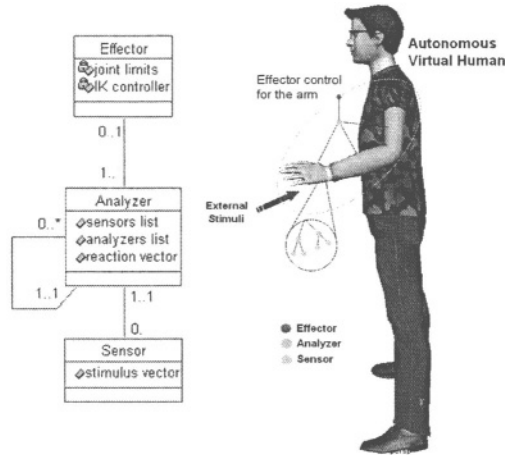 Effector
joint limits
IK controller
0..1
1..
Analyzer
sensors list
analyzers list
reaction vector
0..*
1..1
1..1
0.
Sensor
stimulus vector
Autonomous
Virtual Human
Effector control
for the arm
External
Stimuli
Effector
Analyzer
Sensor